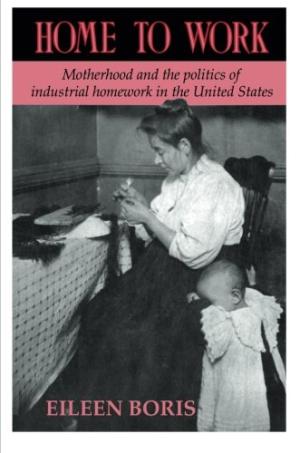 HOME TO WORK
Motherhood and the politics of
industrial homework in the United States
EILEEN BORIS